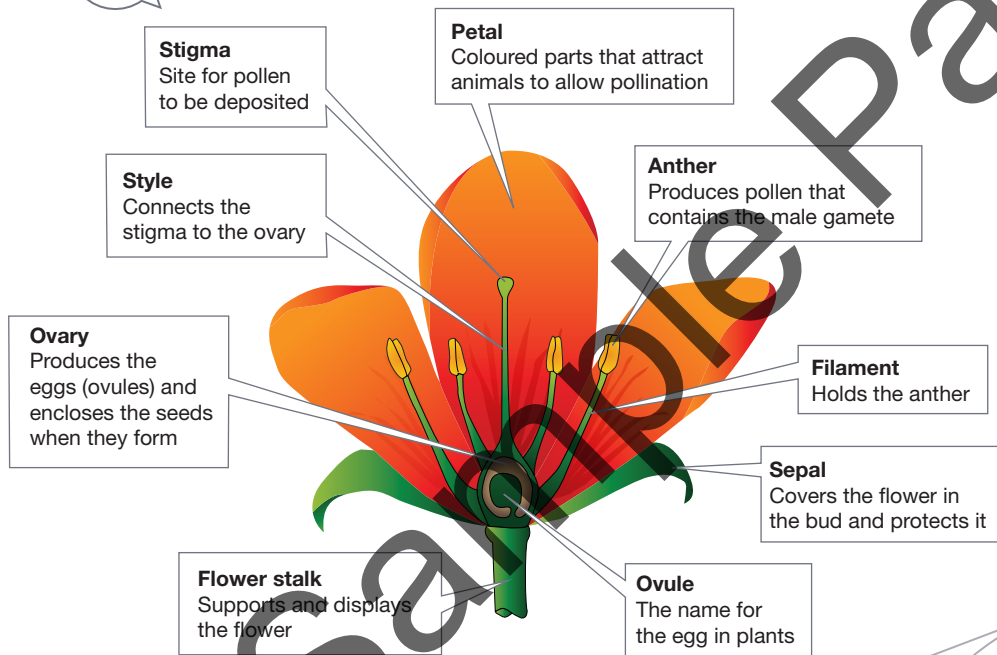 Stigma
Site for pollen
to be deposited
Petal
Coloured parts that attract
animals to allow pollination
Style
Connects the
stigma to the ovary
Anther
Produces pollen that
contains the male gamete
Ovary
Produces the
eggs (ovules) and
encloses the seeds
when they form
Filament
Holds the anther
Sepal
Covers the flower in
the bud and protects it
Flower stalk
Supports and displays
the flower
Ovule
The name for
the egg in plants
Sample Pa